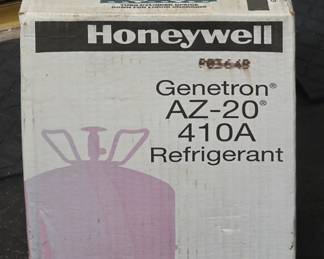 Honeywell
Genetron®
AZ-20®
410A
Refrigerant